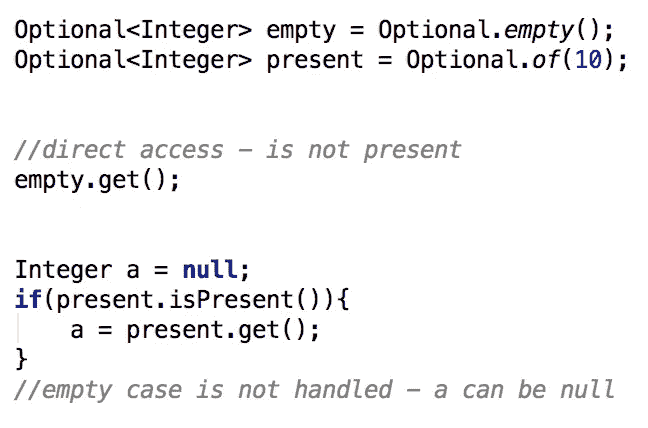 Optional<Integer> empty = Optional.empty();
Optional<Integer> present = Optional.of(10);
//direct access – is not present
empty.get();
Integer a = null;
if(present.isPresent()){
    a = present.get();
}
//empty case is not handled – a can be null